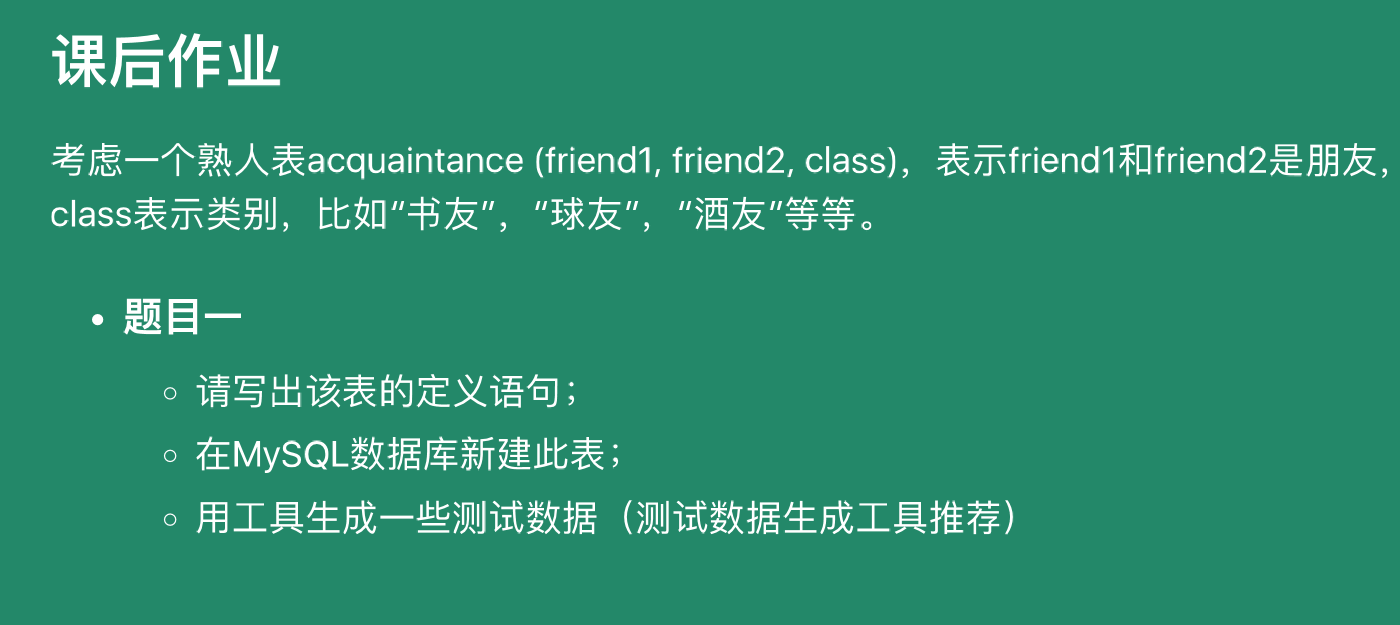 课后作业
考虑一个熟人表acquaintance (friend1, friend2, class)，表示friend1和friend2是朋友，
class表示类别，比如“书友”，“球友”，“酒友”等等。
• 题目一
◦ 请写出该表的定义语句；
◦ 在MySQL数据库新建此表；
◦ 用工具生成一些测试数据（测试数据生成工具推荐）